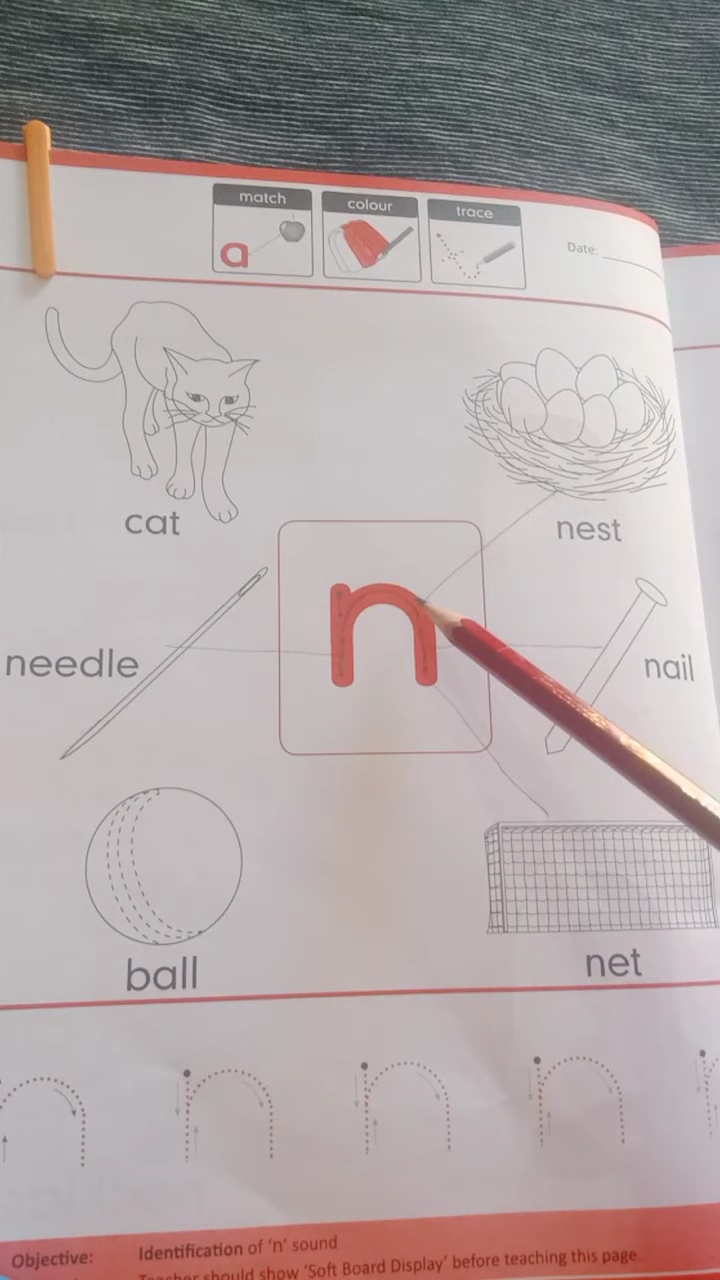 match colour trace
a
Date:
cat
nest
n
needle
nail
ball
net
Objective: Identification of 'n' sound
Teacher should show 'Soft Board Display' before teaching this page.